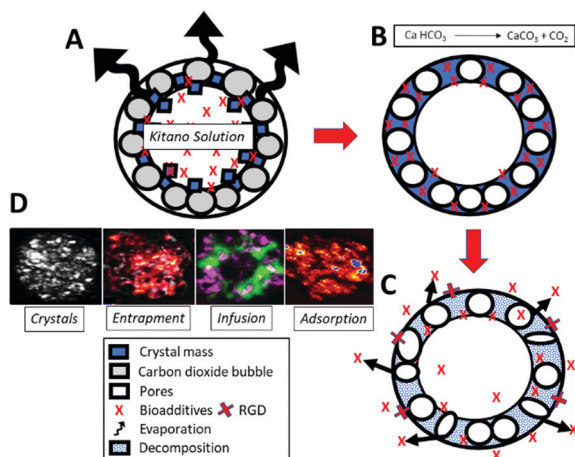 A
B
Ca HCO3 → CaCO3 + CO2
Kitano Solution
D
C
Crystals
Entrapment
Infusion
Adsorption
Crystal mass
Carbon dioxide bubble
Pores
X Bioadditives X RGD
Evaporation
Decomposition